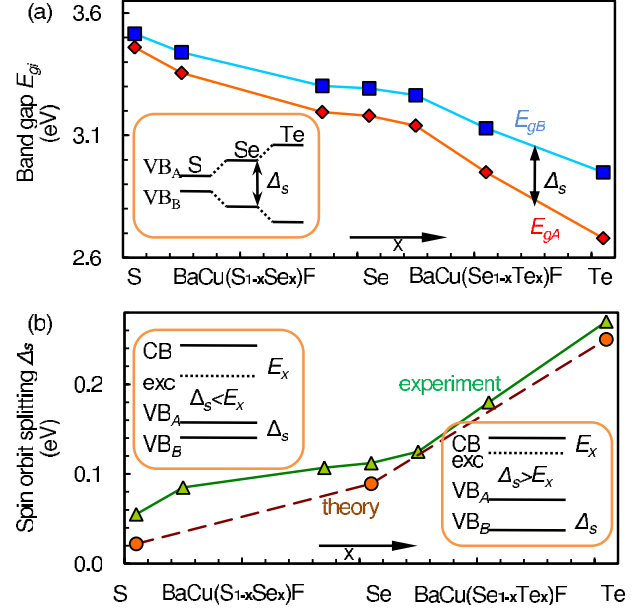 (a)
3.6
3.1
2.6
Band gap E_gi
(eV)
E_gB
Δ_s
E_gA
Te
Se
S
VB_A
VB_B
Δ_s
x
S BaCu(S₁₋ₓSeₓ)F Se BaCu(Se₁₋ₓTeₓ)F Te
(b)
0.2
0.1
0.0
Spin orbit splitting Δ_s
(eV)
CB
E_x
exc
Δ_s<E_x
VB_A
Δ_s
VB_B
experiment
theory
CB
E_x
exc
Δ_s>E_x
VB_A
VB_B
Δ_s
x
S BaCu(S₁₋ₓSeₓ)F Se BaCu(Se₁₋ₓTeₓ)F Te